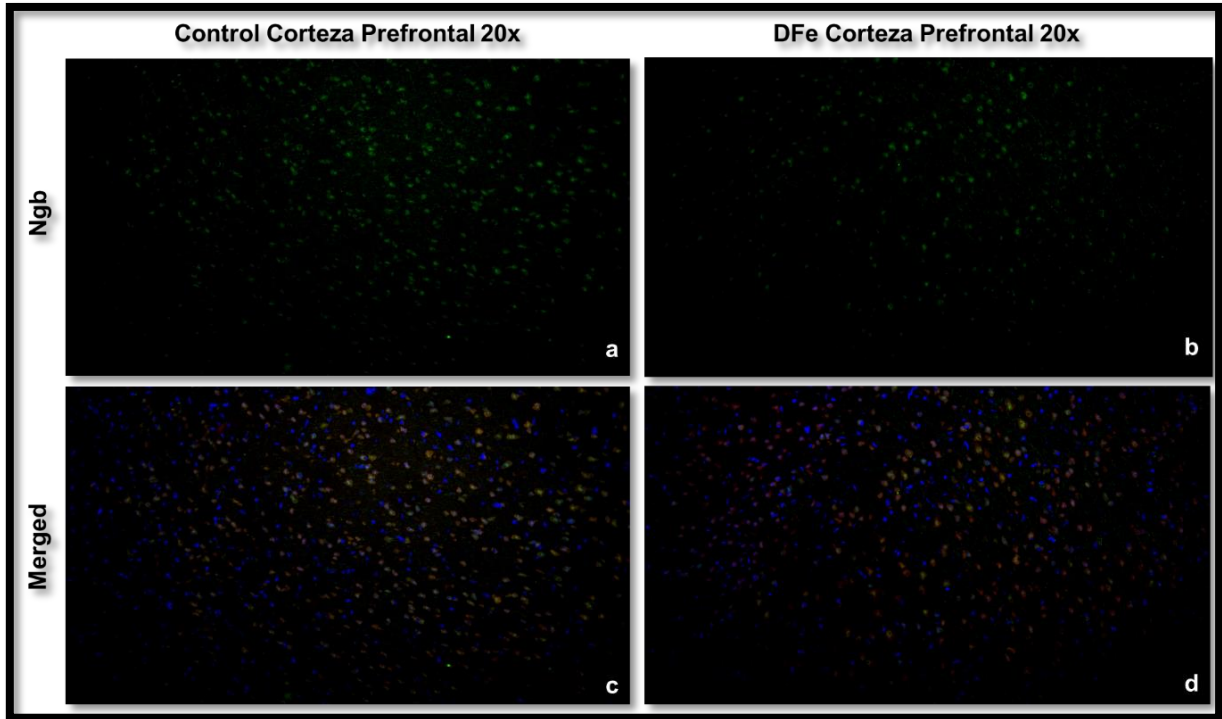 Control Corteza Prefrontal 20x
DFe Corteza Prefrontal 20x
Ngb
a
b
Merged
c
d